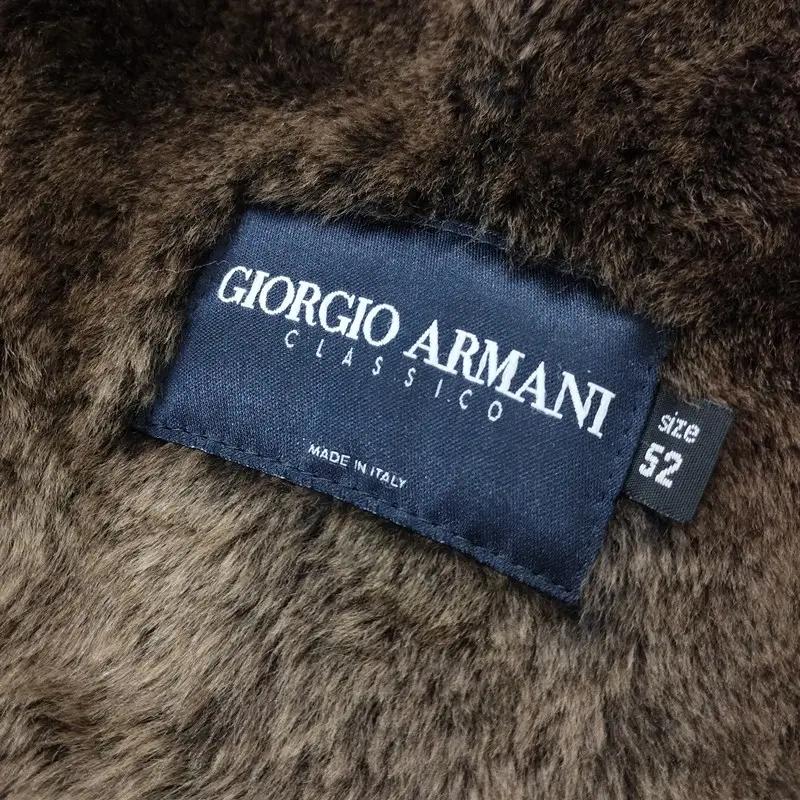 GIORGIO ARMANI
CLASSICO
MADE IN ITALY
size
52